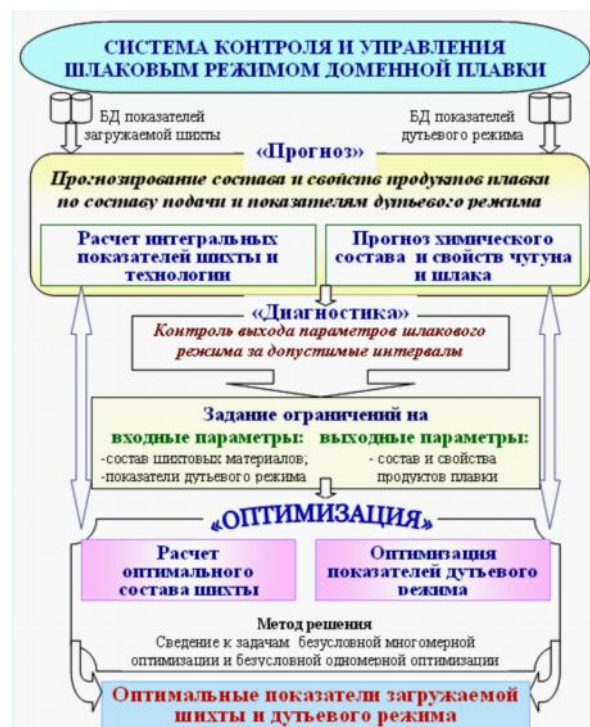 СИСТЕМА КОНТРОЛЯ И УПРАВЛЕНИЯ
ШЛАКОВЫМ РЕЖИМОМ ДОМЕННОЙ ПЛАВКИ
БД показателей
загружаемой шихты
БД показателей
дутьевого режима
«Прогноз»
Прогнозирование состава и свойств продуктов плавки
по составу подачи и показателям дутьевого режима
Расчет интегральных
показателей шихты и
технологии
Прогноз химического
состава и свойств чугуна
и шлака
«Диагностика»
Контроль выхода параметров шлакового
режима за допустимые интервалы
Задание ограничений на
входные параметры:
-состав шихтовых материалов;
-показатели дутьевого режима
выходные параметры:
- состав и свойства
продуктов плавки
«ОПТИМИЗАЦИЯ»
Расчет
оптимального
состава шихты
Оптимизация
показателей дутьевого
режима
Метод решения
Сведение к задачам безусловной многомерной
оптимизации и безусловной одномерной оптимизации
Оптимальные показатели загружаемой
шихты и дутьевого режима